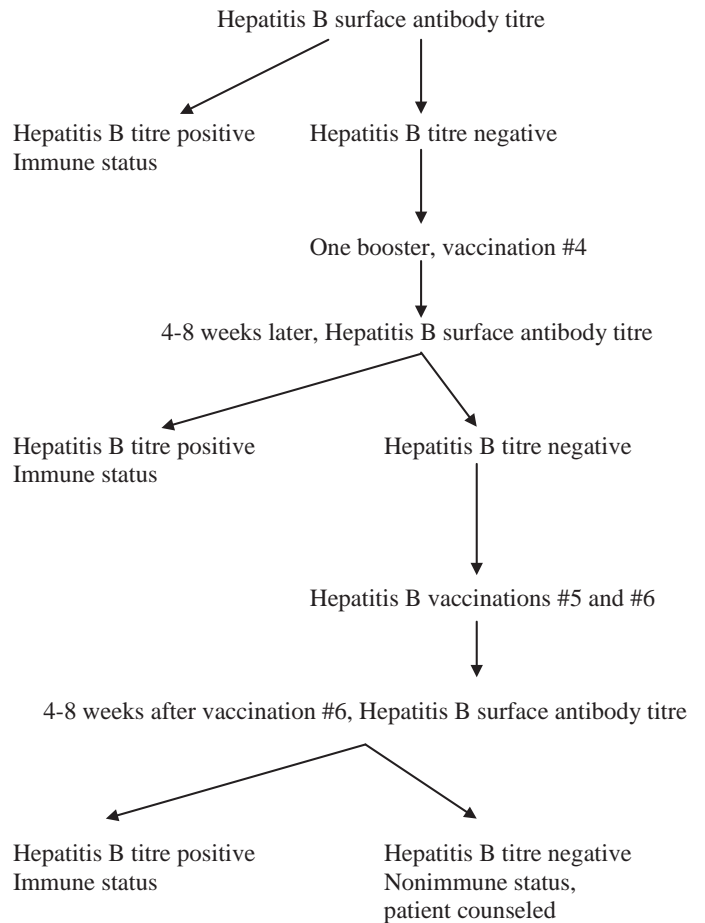 Hepatitis B surface antibody titre
Hepatitis B titre positive
Immune status
Hepatitis B titre negative
One booster, vaccination #4
4-8 weeks later, Hepatitis B surface antibody titre
Hepatitis B titre positive
Immune status
Hepatitis B titre negative
Hepatitis B vaccinations #5 and #6
4-8 weeks after vaccination #6, Hepatitis B surface antibody titre
Hepatitis B titre positive
Immune status
Hepatitis B titre negative
Nonimmune status,
patient counseled